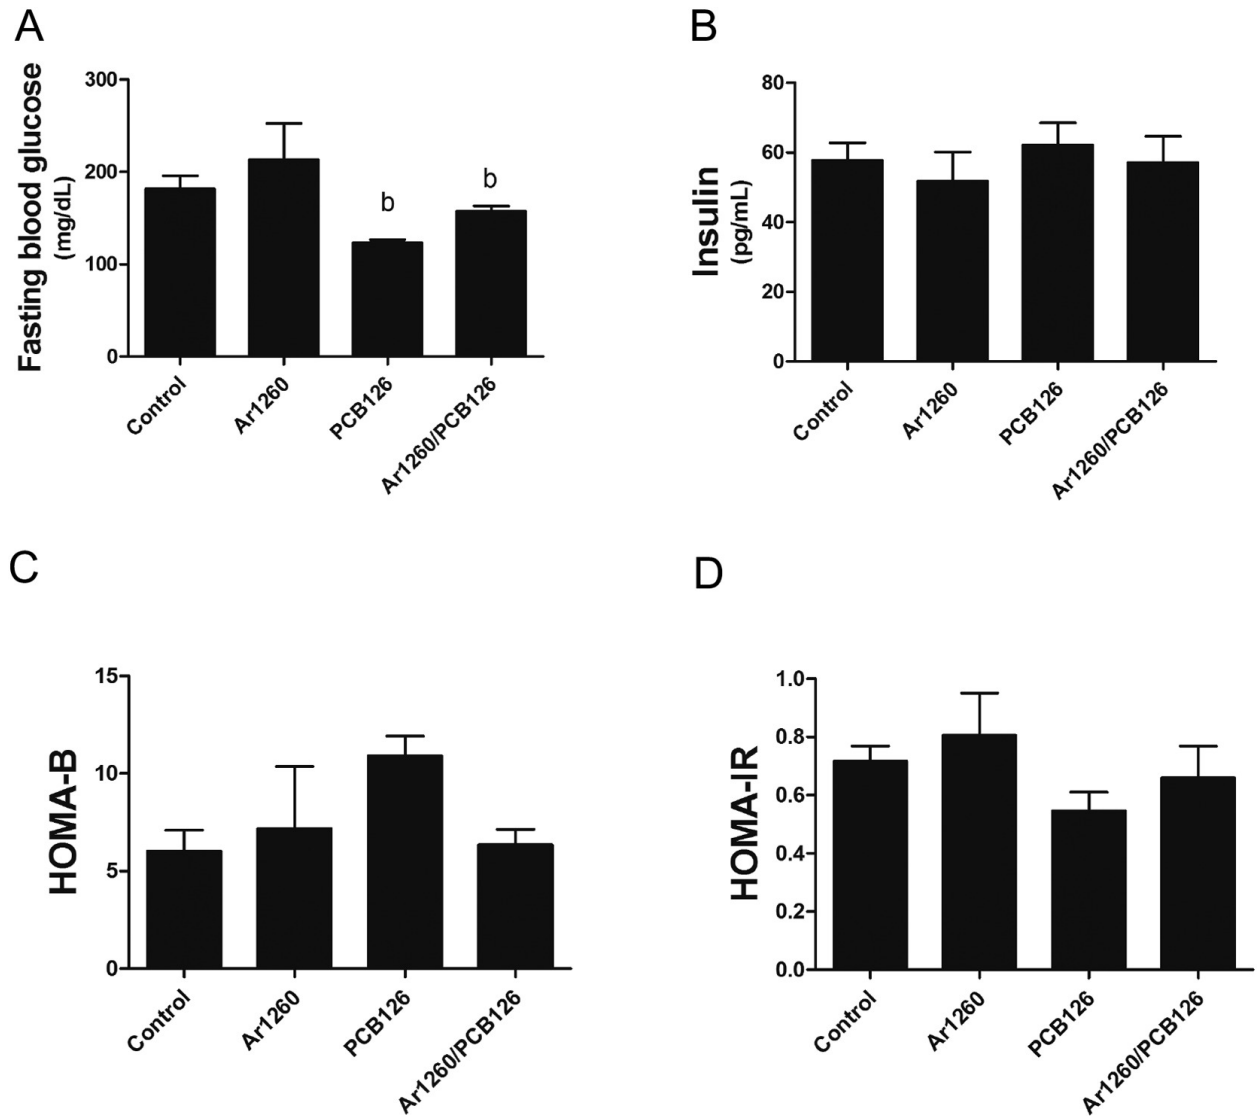 A
Fasting blood glucose
(mg/dL)
300
200
100
0
b
b
Control
Ar1260
PCB126
Ar1260/PCB126
B
Insulin
(pg/mL)
80
60
40
20
0
Control
Ar1260
PCB126
Ar1260/PCB126
C
HOMA-B
15
10
5
0
Control
Ar1260
PCB126
Ar1260/PCB126
D
HOMA-IR
1.0
0.8
0.6
0.4
0.2
0.0
Control
Ar1260
PCB126
Ar1260/PCB126